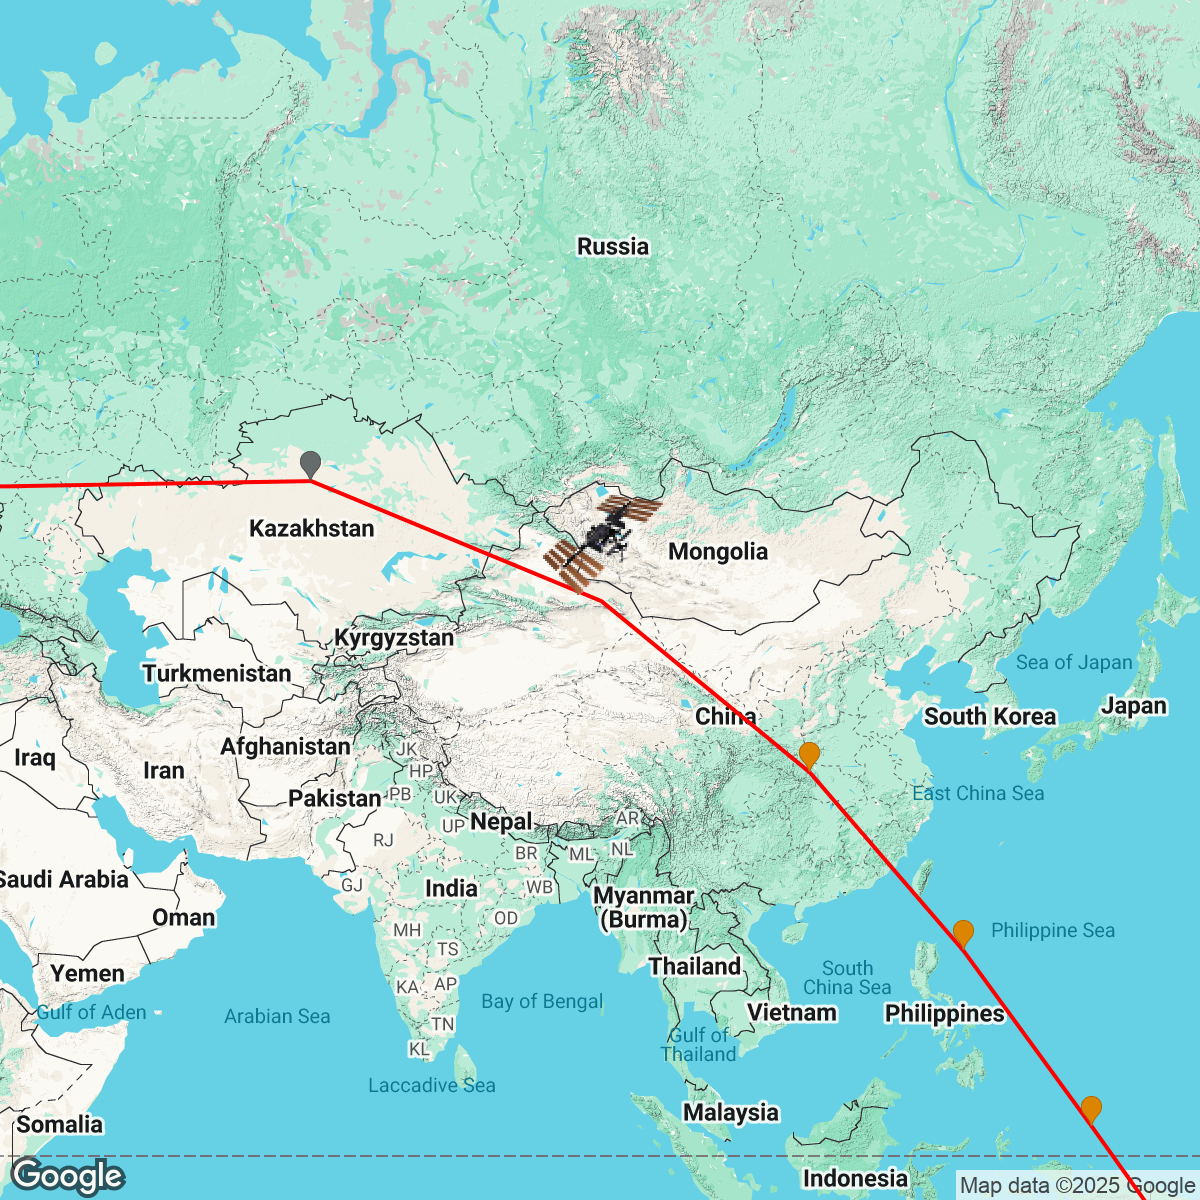 Russia
Kazakhstan
Mongolia
Kyrgyzstan
Sea of Japan
Turkmenistan
Japan
China
South Korea
Afghanistan
Iraq
JK
Iran
HP
Pakistan
PB
UK
East China Sea
Nepal
UP
AR
RJ
BR
ML
NL
Saudi Arabia
GJ
India
WB
Myanmar
(Burma)
Oman
OD
MH
Philippine Sea
TS
Thailand
South
China Sea
Yemen
KA
AP
Bay of Bengal
Gulf of Aden
Arabian Sea
Vietnam
Philippines
TN
Gulf of
Thailand
KL
Laccadive Sea
Malaysia
Somalia
Indonesia
Google
Map data ©2025 Google